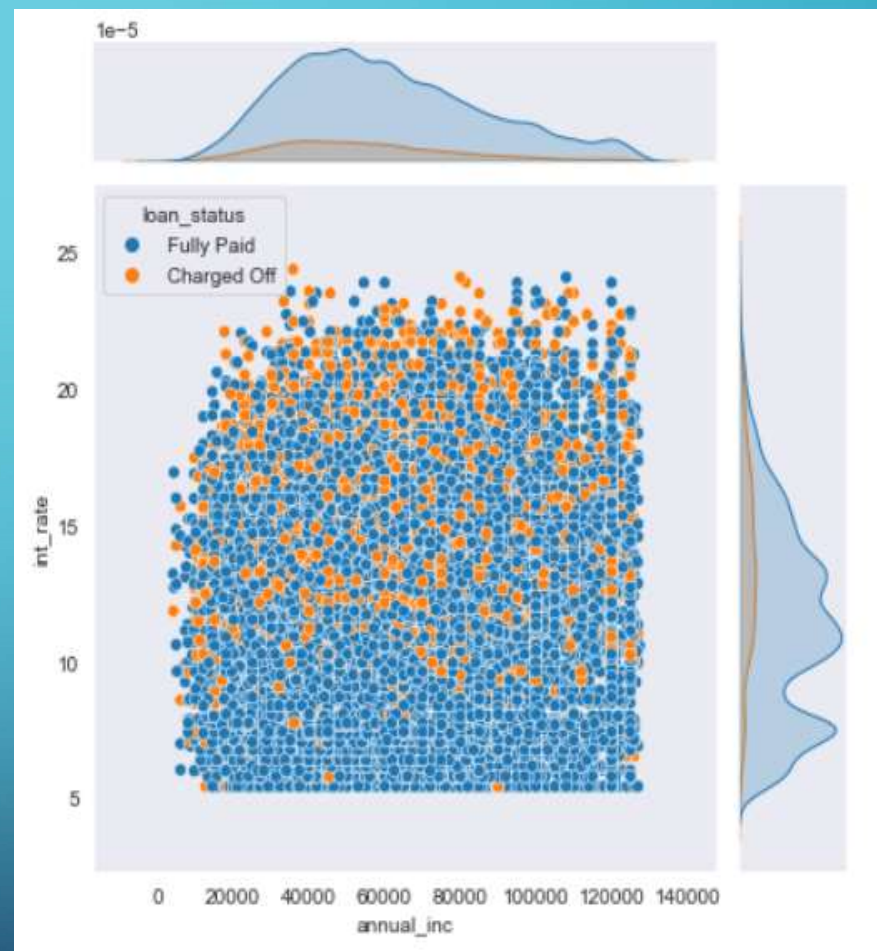 1e−5
loan_status
Fully Paid
Charged Off
25
20
15
10
5
int_rate
0 20000 40000 60000 80000 100000 120000 140000
annual_inc